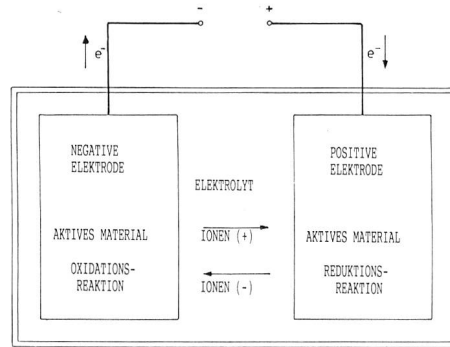 - +
e⁻ e⁻
NEGATIVE
ELEKTRODE
AKTIVES MATERIAL
OXIDATIONS-
REAKTION
ELEKTROLYT
IONEN (+)
IONEN (-)
POSITIVE
ELEKTRODE
AKTIVES MATERIAL
REDUKTIONS-
REAKTION